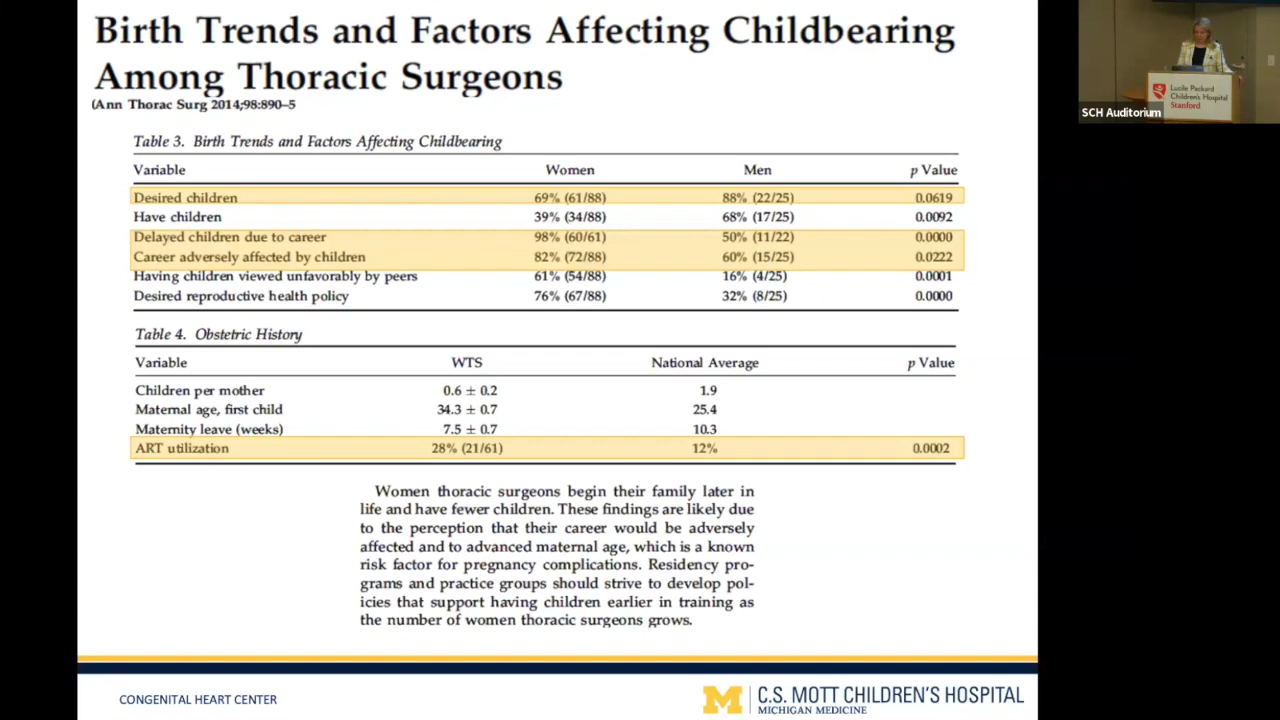 Birth Trends and Factors Affecting Childbearing
Among Thoracic Surgeons
(Ann Thorac Surg 2014;98:890–5
Table 3. Birth Trends and Factors Affecting Childbearing
Variable Women Men p Value
Desired children 69% (61/88) 88% (22/25) 0.0619
Have children 39% (34/88) 68% (17/25) 0.0092
Delayed children due to career 98% (60/61) 50% (11/22) 0.0000
Career adversely affected by children 82% (72/88) 60% (15/25) 0.0222
Having children viewed unfavorably by peers 61% (54/88) 16% (4/25) 0.0001
Desired reproductive health policy 76% (67/88) 32% (8/25) 0.0000
Table 4. Obstetric History
Variable WTS National Average p Value
Children per mother 0.6 ± 0.2 1.9
Maternal age, first child 34.3 ± 0.7 25.4
Maternity leave (weeks) 7.5 ± 0.7 10.3
ART utilization 28% (21/61) 12% 0.0002
Women thoracic surgeons begin their family later in
life and have fewer children. These findings are likely due
to the perception that their career would be adversely
affected and to advanced maternal age, which is a known
risk factor for pregnancy complications. Residency pro-
grams and practice groups should strive to develop pol-
icies that support having children earlier in training as
the number of women thoracic surgeons grows.
CONGENITAL HEART CENTER
M C.S. MOTT CHILDREN'S HOSPITAL
MICHIGAN MEDICINE
Lucile Packard
Children's Hospital
Stanford
SCH Auditorium